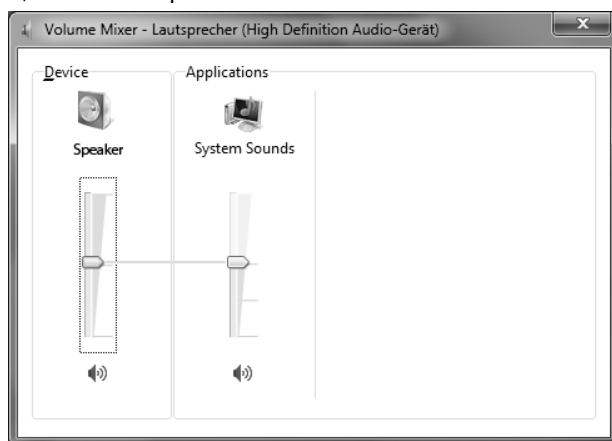 Volume Mixer - Lautsprecher (High Definition Audio-Gerät)
Device
Applications
Speaker
System Sounds